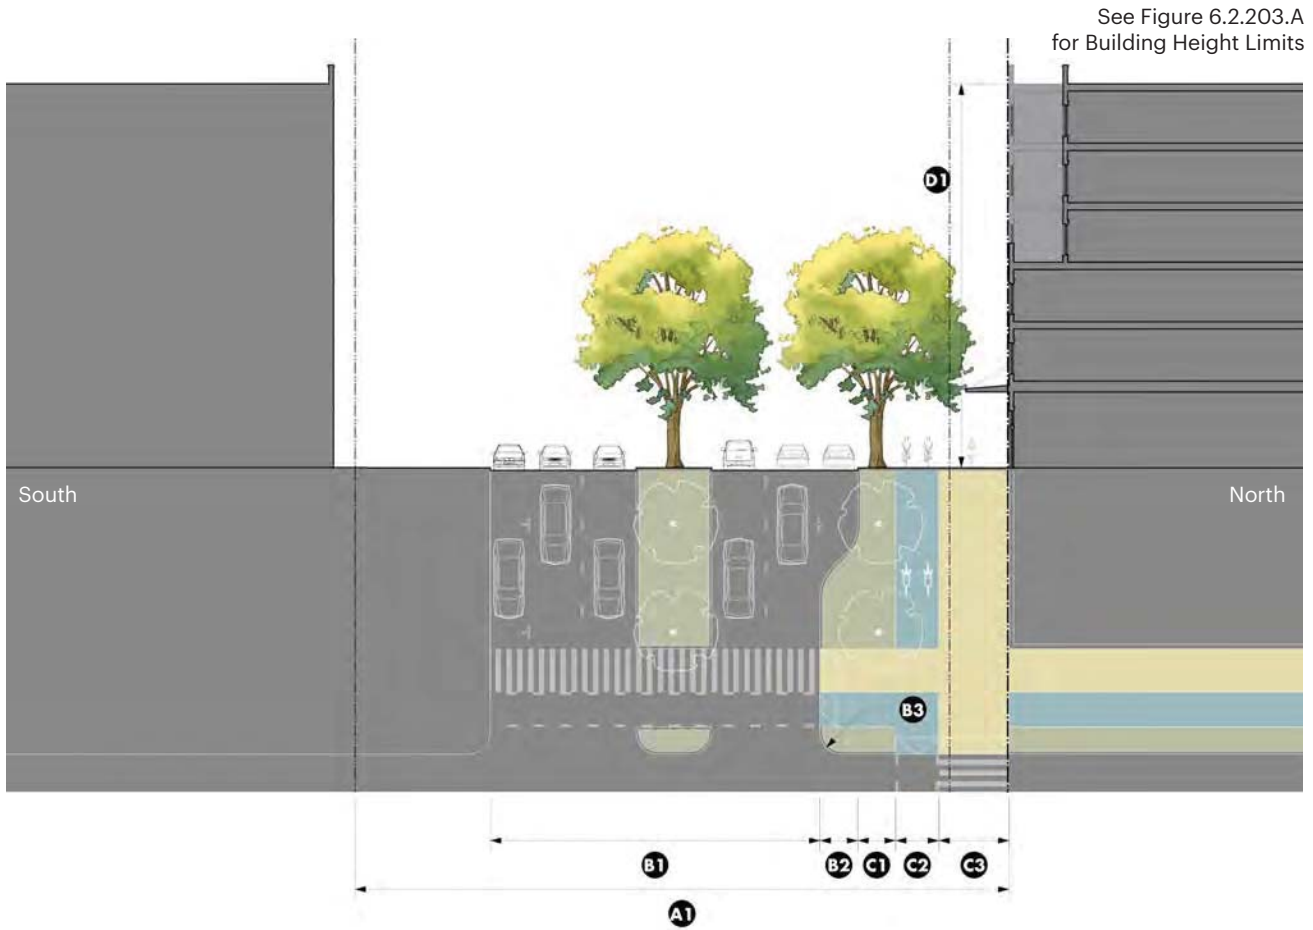 See Figure 6.2.203.A
for Building Height Limits
D1
South
North
B3
B1
B2
C1
C2
C3
A1